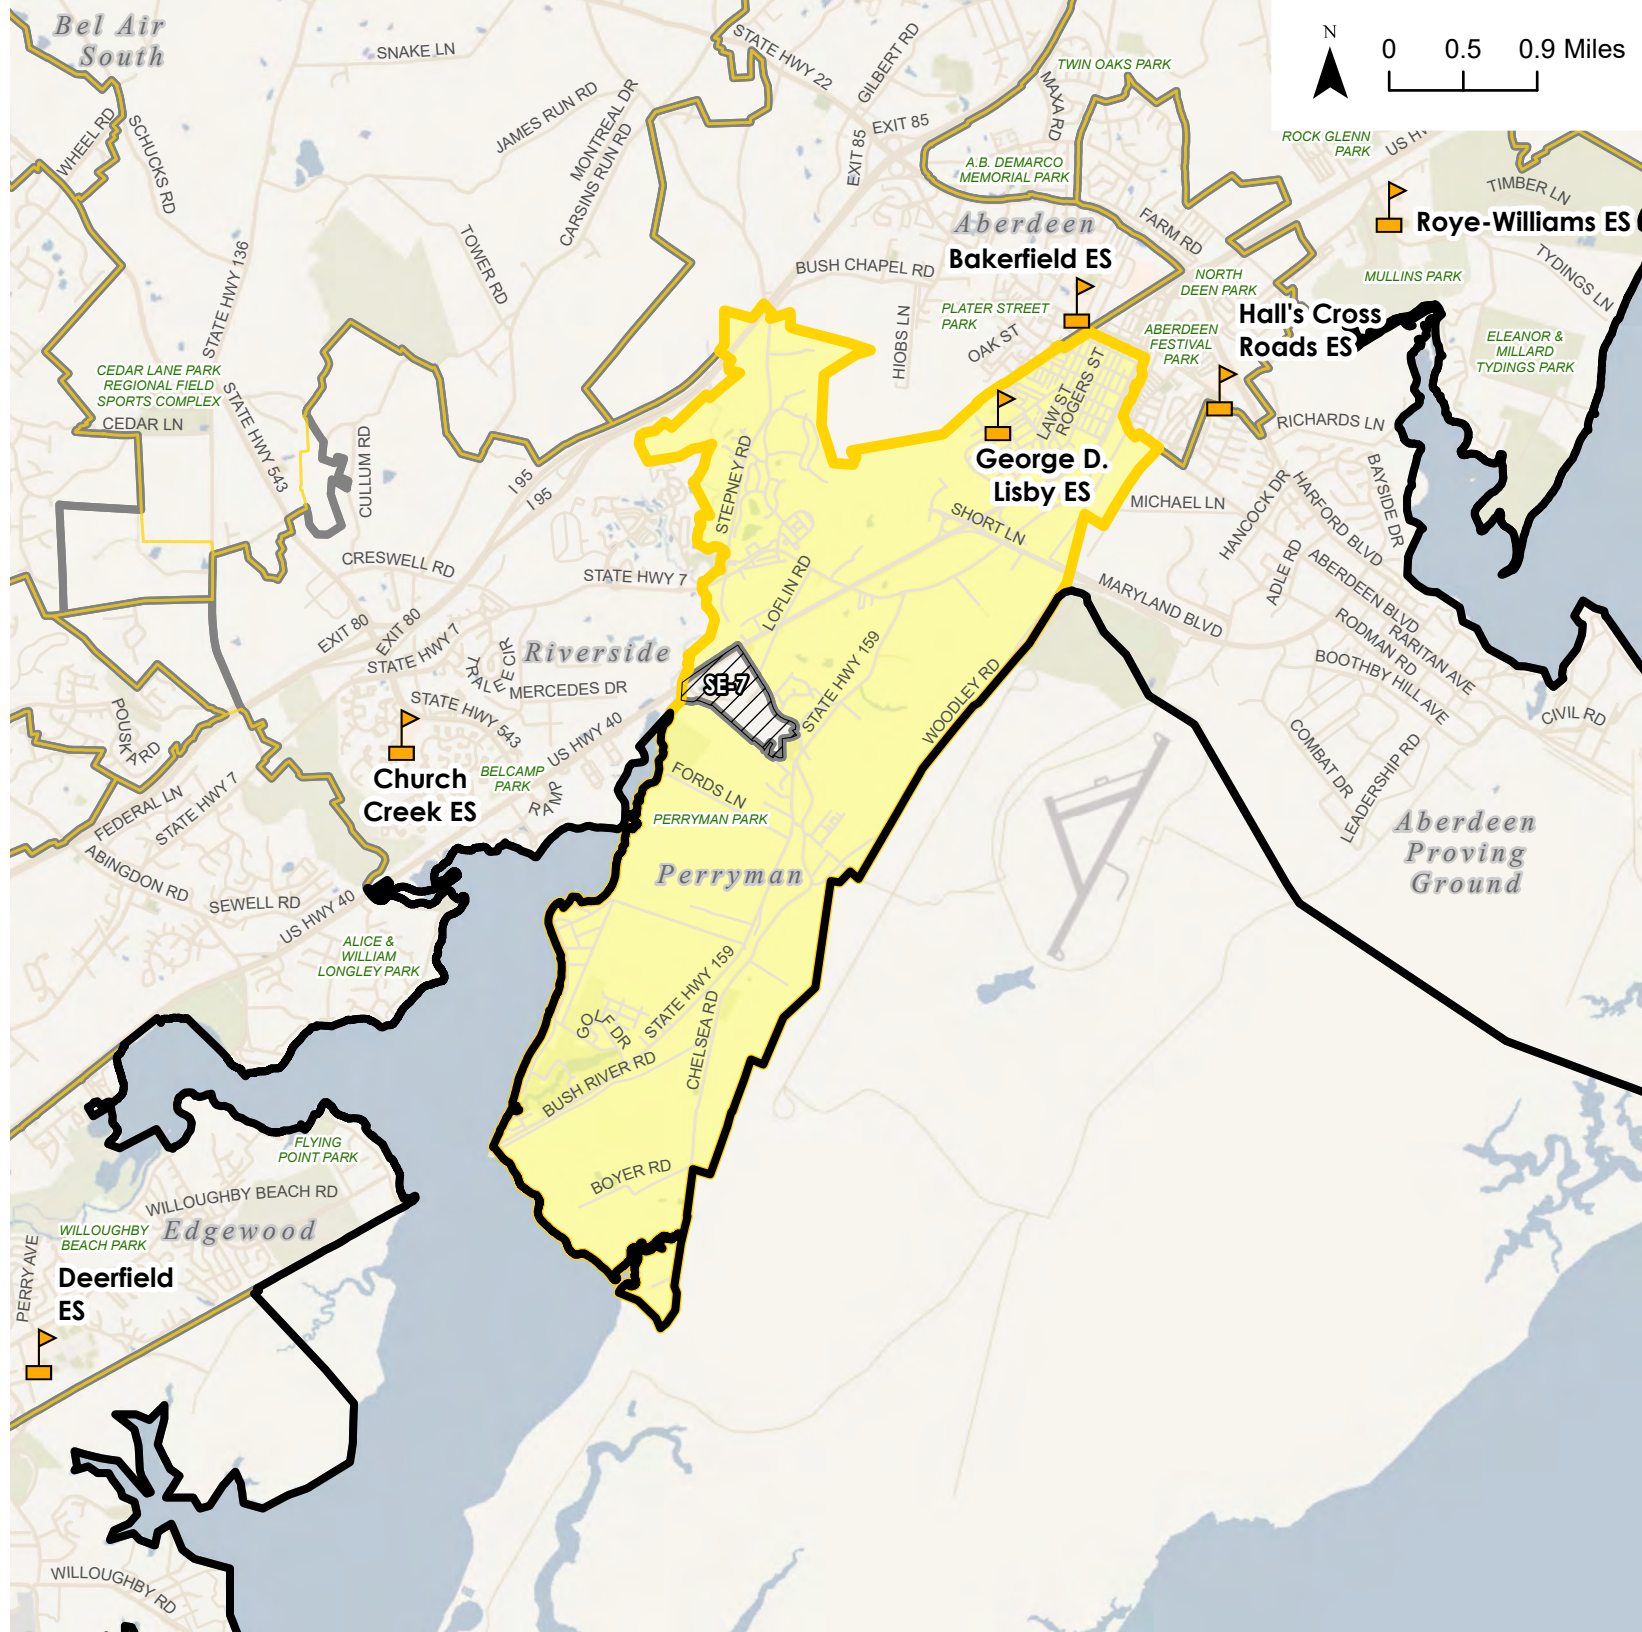 Bel Air
South
SNAKE LN
STATE HWY 22
GILBERT RD
TWIN OAKS PARK
N
0 0.5 0.9 Miles
WHEEL RD
SCHUCKS RD
JAMES RUN RD
MONTREAL DR
CARSINS RUN RD
EXIT 85
EXIT 85
MAXA RD
A.B. DEMARCO
MEMORIAL PARK
ROCK GLENN
PARK
TIMBER LN
Roye-Williams ES
TYDINGS LN
Aberdeen
Bakerfield ES
FARM RD
BUSH CHAPEL RD
NORTH
DEEN PARK
MULLINS PARK
STATE HWY 136
TOWER RD
HIOBS LN
PLATER STREET
PARK
OAK ST
ABERDEEN
FESTIVAL
PARK
Hall's Cross
Roads ES
ELEANOR &
MILLARD
TYDINGS PARK
CEDAR LANE PARK
REGIONAL FIELD
SPORTS COMPLEX
CEDAR LN
STATE HWY 543
CULLUM RD
I 95
I 95
STEPNEY RD
LAW ST
ROGERS ST
George D.
Lisby ES
RICHARDS LN
BAYSIDE DR
MICHAEL LN
HANCOCK DR
HARFORD BLVD
SHORT LN
CRESWELL RD
STATE HWY 7
LOFLIN RD
ADLE RD
ABERDEEN BLVD
MARYLAND BLVD
RARITAN AVE
RODMAN RD
BOOTHBY HILL AVE
EXIT 80
EXIT 80
STATE HWY 7
TRALEE CIR
Riverside
MERCEDES DR
SE-7
STATE HWY 159
WOODLEY RD
CIVIL RD
POUSKA RD
STATE HWY 543
US HWY 40
COMBAT DR
LEADERSHIP RD
Church
Creek ES
BELCAMP
PARK
RAMP
FORDS LN
PERRYMAN PARK
FEDERAL LN
STATE HWY 7
Aberdeen
Proving
Ground
ABINGDON RD
SEWELL RD
US HWY 40
Perryman
ALICE &
WILLIAM
LONGLEY PARK
STATE HWY 159
GOLF DR
CHELSEA RD
BUSH RIVER RD
FLYING
POINT PARK
BOYER RD
WILLOUGHBY BEACH RD
Edgewood
WILLOUGHBY
BEACH PARK
PERRY AVE
Deerfield
ES
WILLOUGHBY RD